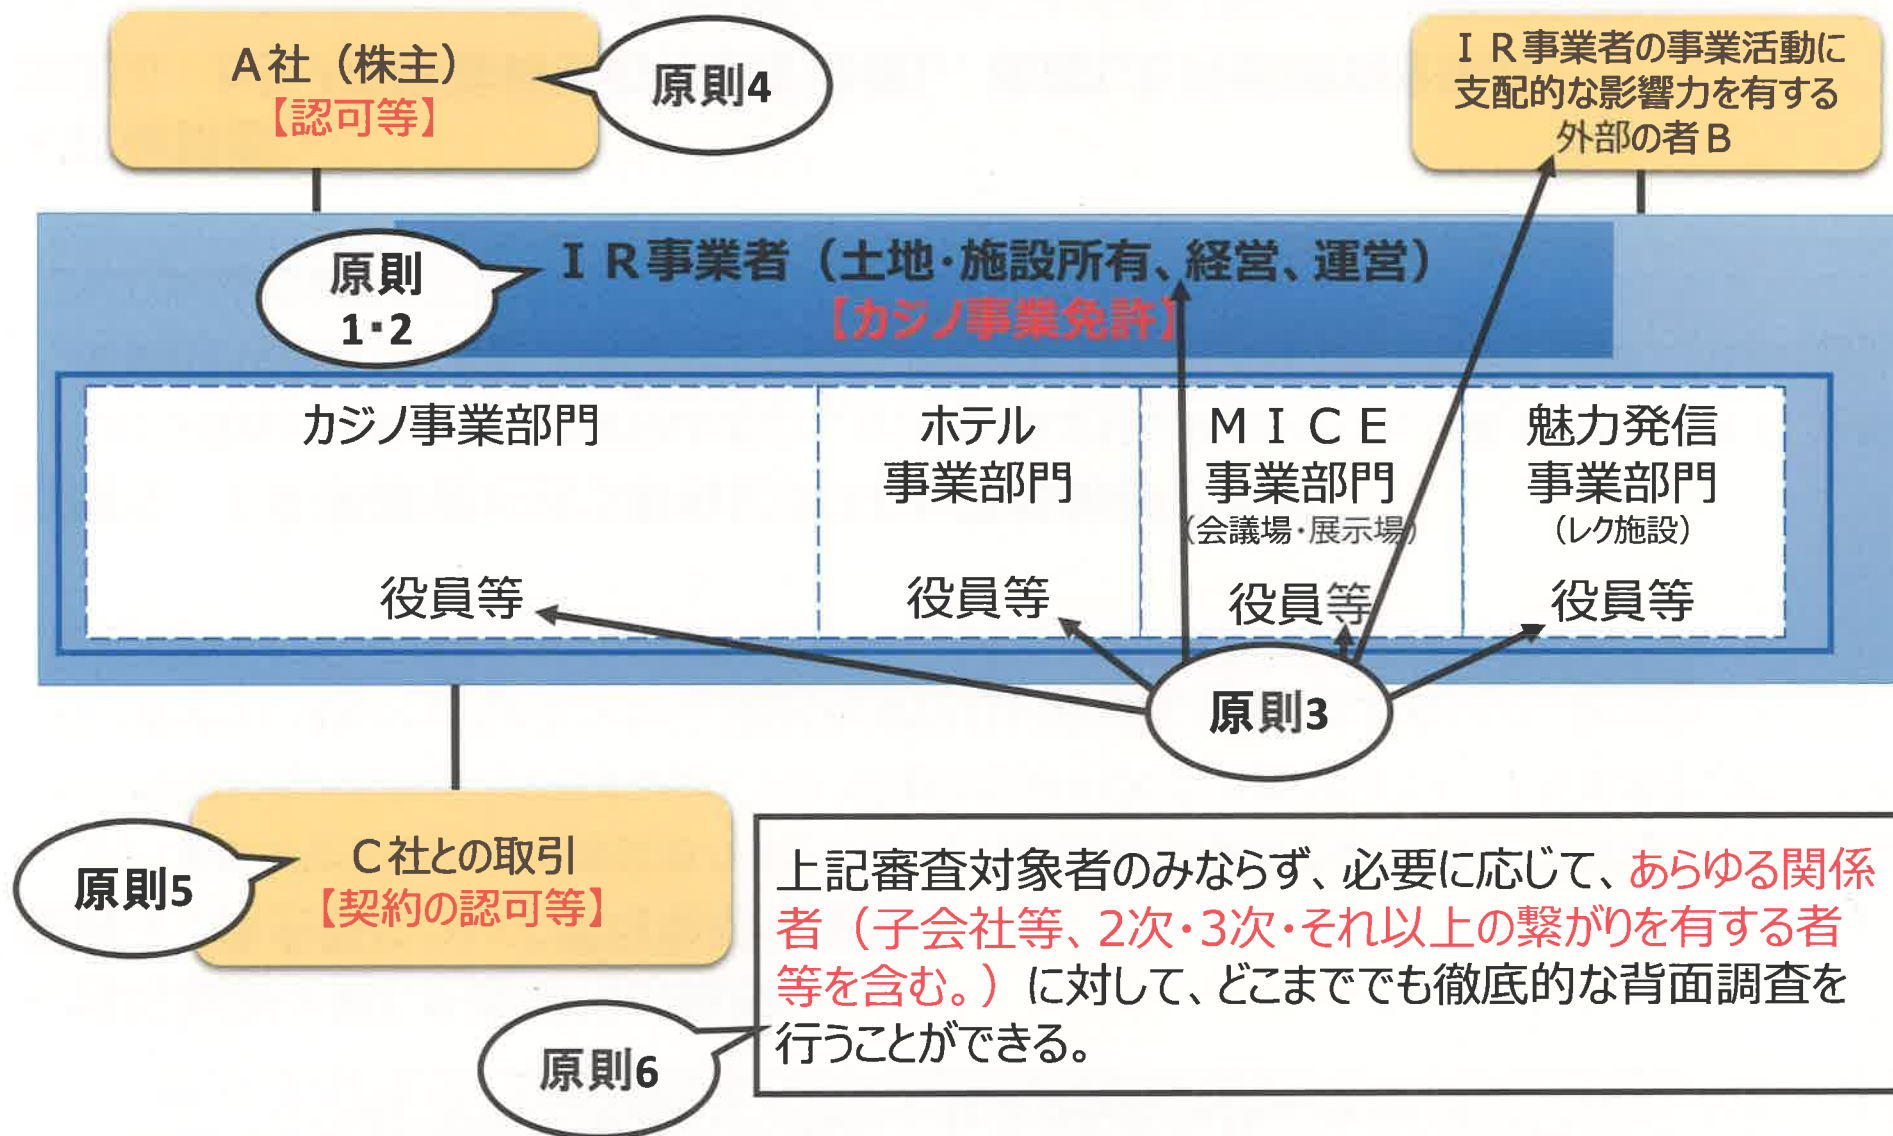 A社（株主）
【認可等】
原則4
ＩＲ事業者の事業活動に
支配的な影響力を有する
外部の者Ｂ
原則
1・2
ＩＲ事業者（土地・施設所有、経営、運営）
【カジノ事業免許】
カジノ事業部門
役員等
ホテル
事業部門
役員等
ＭＩＣＥ
事業部門
（会議場・展示場）
役員等
魅力発信
事業部門
（レク施設）
役員等
原則3
原則5
C社との取引
【契約の認可等】
上記審査対象者のみならず、必要に応じて、あらゆる関係
者（子会社等、2次・3次・それ以上の繋がりを有する者
等を含む。）に対して、どこまででも徹底的な背面調査を
行うことができる。
原則6